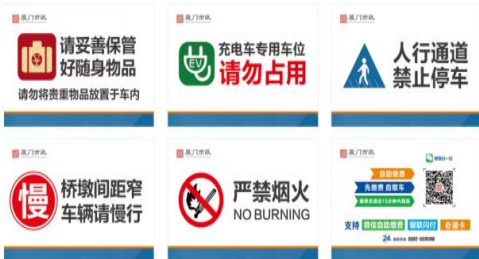 厦门市政
请妥善保管
好随身物品
请勿将贵重物品放置于车内
厦门市政
EV
充电车专用车位
请勿占用
厦门市政
人行通道
禁止停车
厦门市政
慢
桥墩间距窄
车辆请慢行
厦门市政
严禁烟火
NO BURNING
厦门市政
自助缴费
先缴费 后取车
支持 微信自助缴费 银联闪付 e通卡